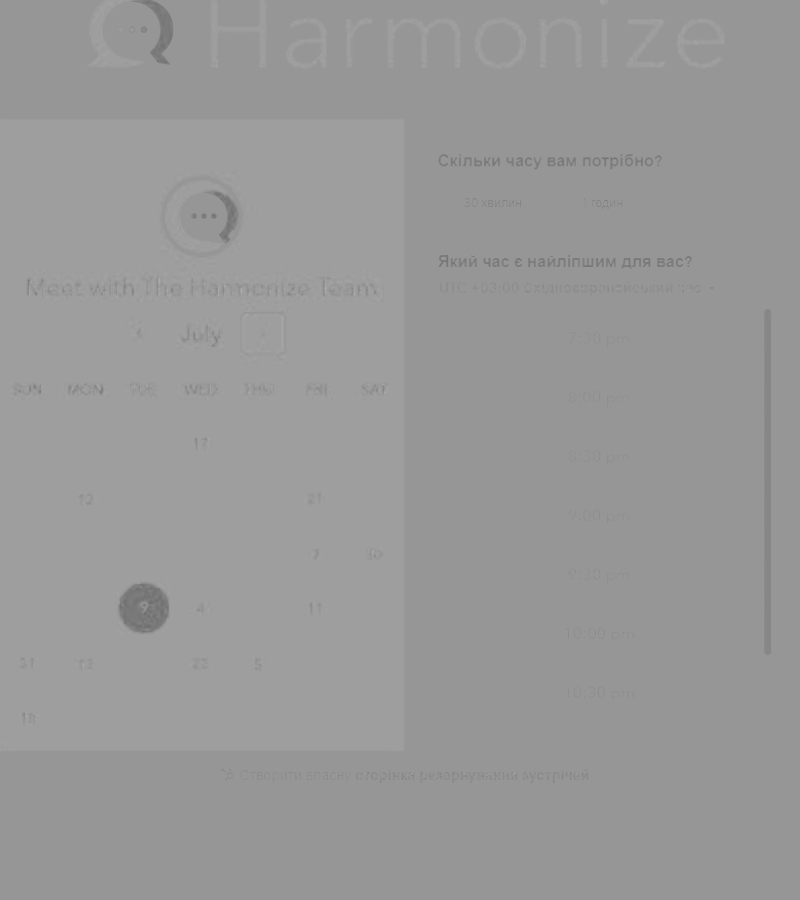 Harmonize
Meet with The Harmonize Team
July
SUN MON TUE WED THU FRI SAT
17
12 21
7
9 4 11
13 22 5
18
Скільки часу вам потрібно?
30 хвилин 1 годин
Який час є найліпшим для вас?
UTC +03:00 Східноєвропейський час
7:30 pm
8:00 pm
8:30 pm
9:00 pm
9:30 pm
10:00 pm
10:30 pm
Створити власну сторінка резервування зустрічей